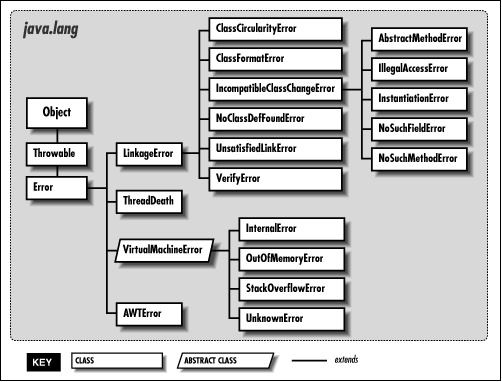 java.lang
Object
Throwable
Error
LinkageError
ThreadDeath
VirtualMachineError
AWTError
ClassCircularityError
ClassFormatError
IncompatibleClassChangeError
NoClassDefFoundError
UnsatisfiedLinkError
VerifyError
AbstractMethodError
IllegalAccessError
InstantiationError
NoSuchFieldError
NoSuchMethodError
InternalError
OutOfMemoryError
StackOverflowError
UnknownError
KEY
CLASS
ABSTRACT CLASS
extends